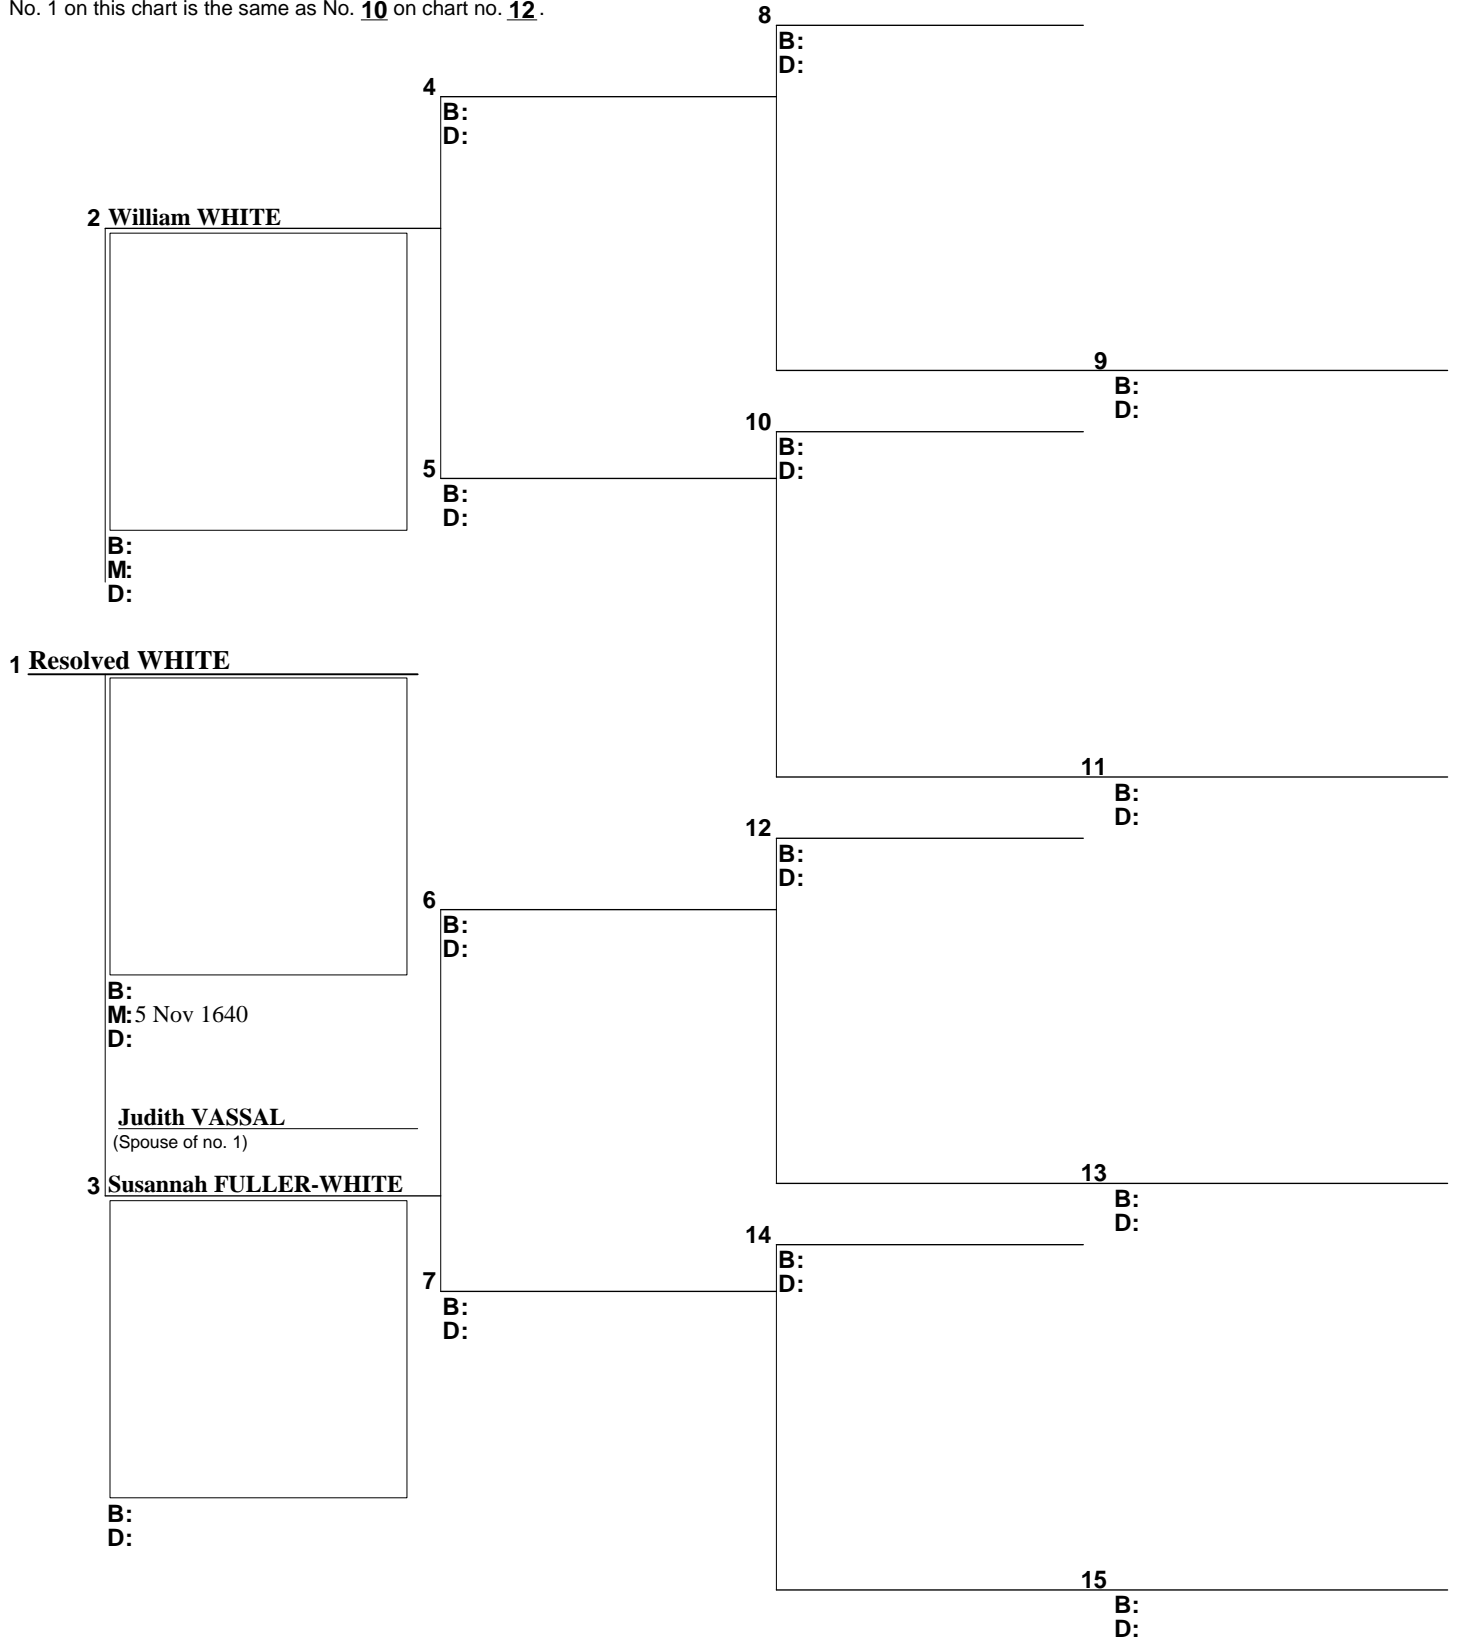 No. 1 on this chart is the same as No. 10 on chart no. 12.
8
B:
D:
4
B:
D:
2 William WHITE
9
B:
D:
10
B:
D:
5
B:
D:
B:
M:
D:
1 Resolved WHITE
11
B:
D:
12
B:
D:
6
B:
D:
B:
M: 5 Nov 1640
D:
Judith VASSAL
(Spouse of no. 1)
3 Susannah FULLER-WHITE
13
B:
D:
14
B:
D:
7
B:
D:
B:
D:
15
B:
D: